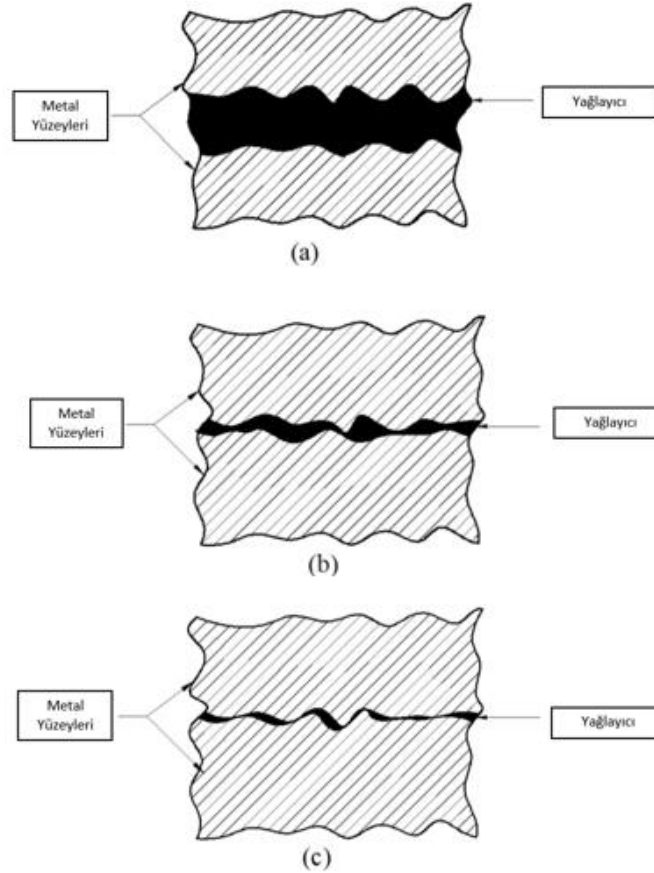 Metal
Yüzeyleri
Yağlayıcı
(a)
Metal
Yüzeyleri
Yağlayıcı
(b)
Metal
Yüzeyleri
Yağlayıcı
(c)